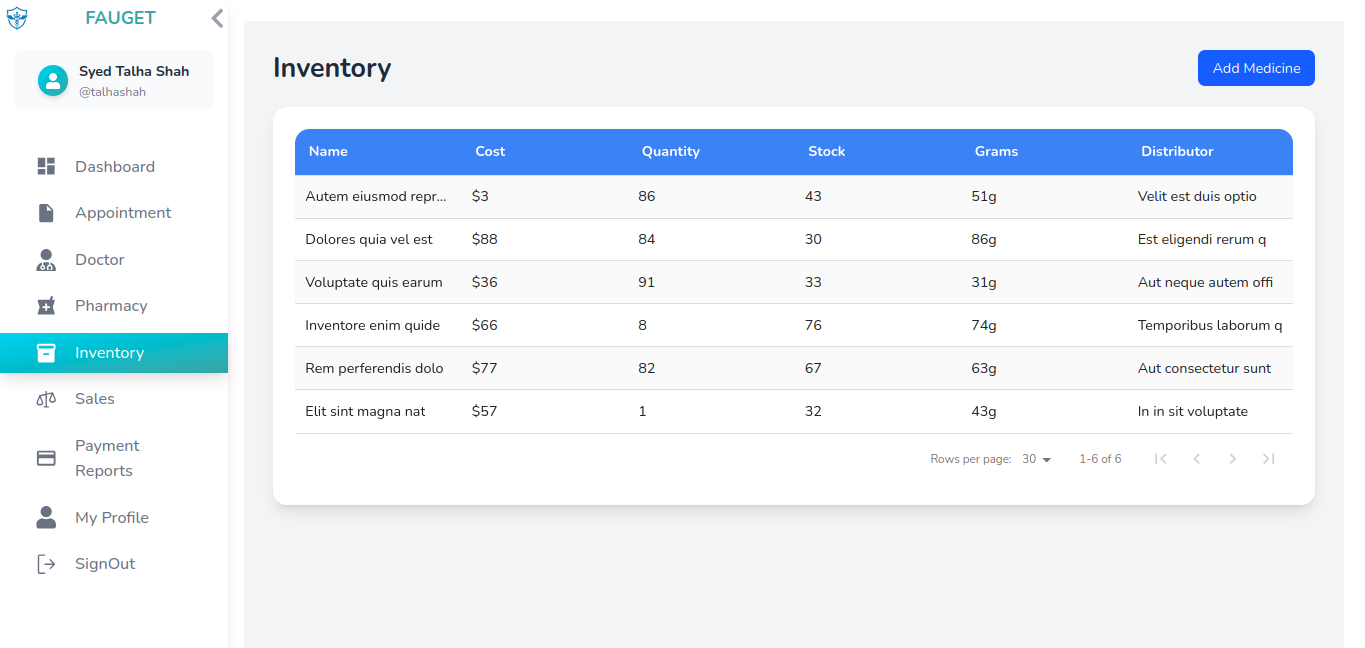 FAUGET
Syed Talha Shah
@talhashah
Dashboard
Appointment
Doctor
Pharmacy
Inventory
Sales
Payment
Reports
My Profile
SignOut
Inventory
Add Medicine
Name Cost Quantity Stock Grams Distributor
Autem eiusmod repr... $3 86 43 51g Velit est duis optio
Dolores quia vel est $88 84 30 86g Est eligendi rerum q
Voluptate quis earum $36 91 33 31g Aut neque autem offi
Inventore enim quide $66 8 76 74g Temporibus laborum q
Rem perferendis dolo $77 82 67 63g Aut consectetur sunt
Elit sint magna nat $57 1 32 43g In in sit voluptate
Rows per page: 30 1-6 of 6